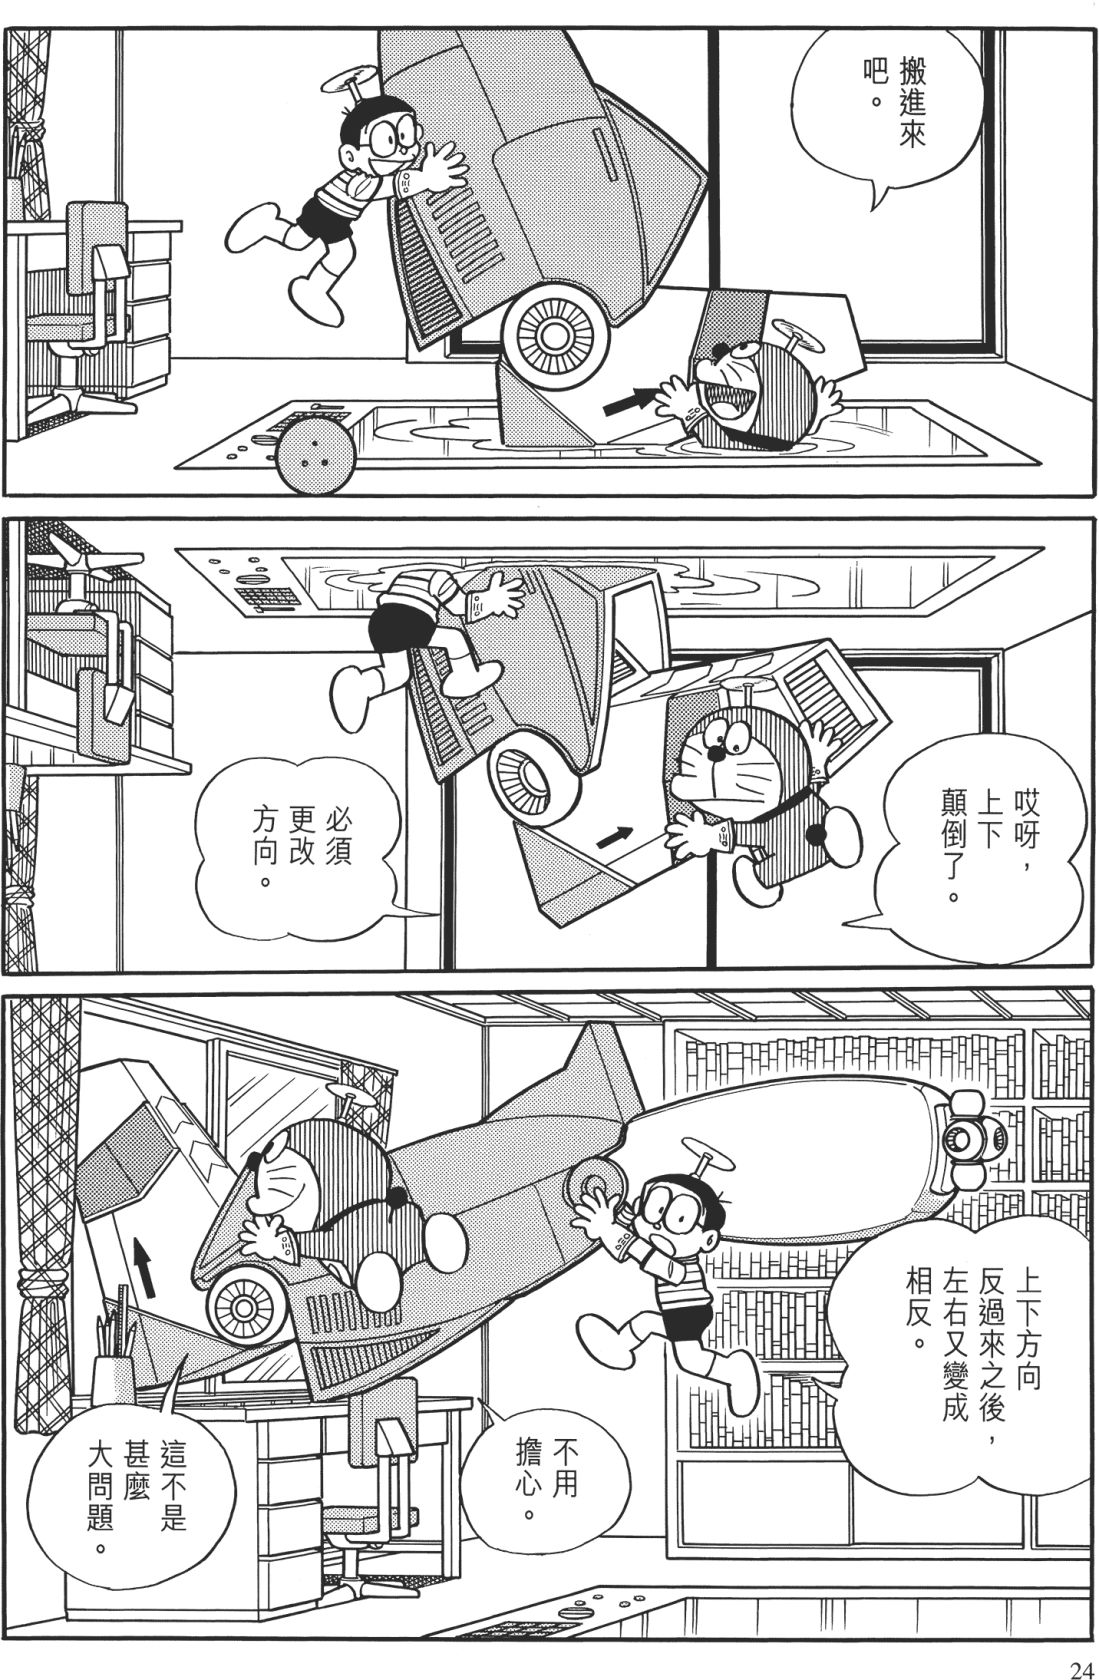 搬進來
吧。
哎呀，
上下
顛倒了。
必須
更改
方向。
上下方向
反過來之後，
左右又變成
相反。
不用
擔心。
這不是
甚麼
大問題。
24